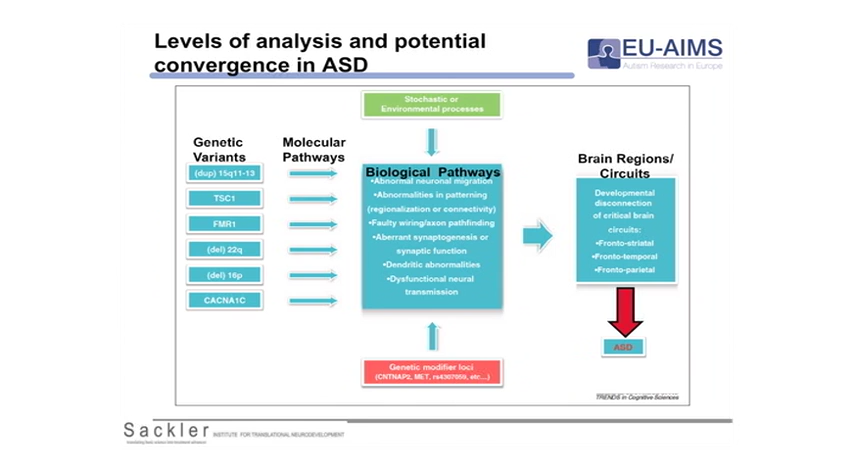 Levels of analysis and potential
convergence in ASD
EU-AIMS
Autism Research in Europe
Stochastic or
Environmental processes
Genetic
Variants
Molecular
Pathways
(dup) 15q11-13
TSC1
FMR1
(del) 22q
(del) 16p
CACNA1C
Biological Pathways
•Abnormal neuronal migration
•Abnormalities in patterning
(regionalization or connectivity)
•Faulty wiring/axon pathfinding
•Aberrant synaptogenesis or
synaptic function
•Dendritic abnormalities
•Dysfunctional neural
transmission
Genetic modifier loci
(CNTNAP2, MET, rs4307059, etc...)
Brain Regions/
Circuits
Developmental
disconnection
of critical brain
circuits:
•Fronto-striatal
•Fronto-temporal
•Fronto-parietal
ASD
TRENDS in Cognitive Sciences
Sackler INSTITUTE FOR TRANSLATIONAL NEURODEVELOPMENT